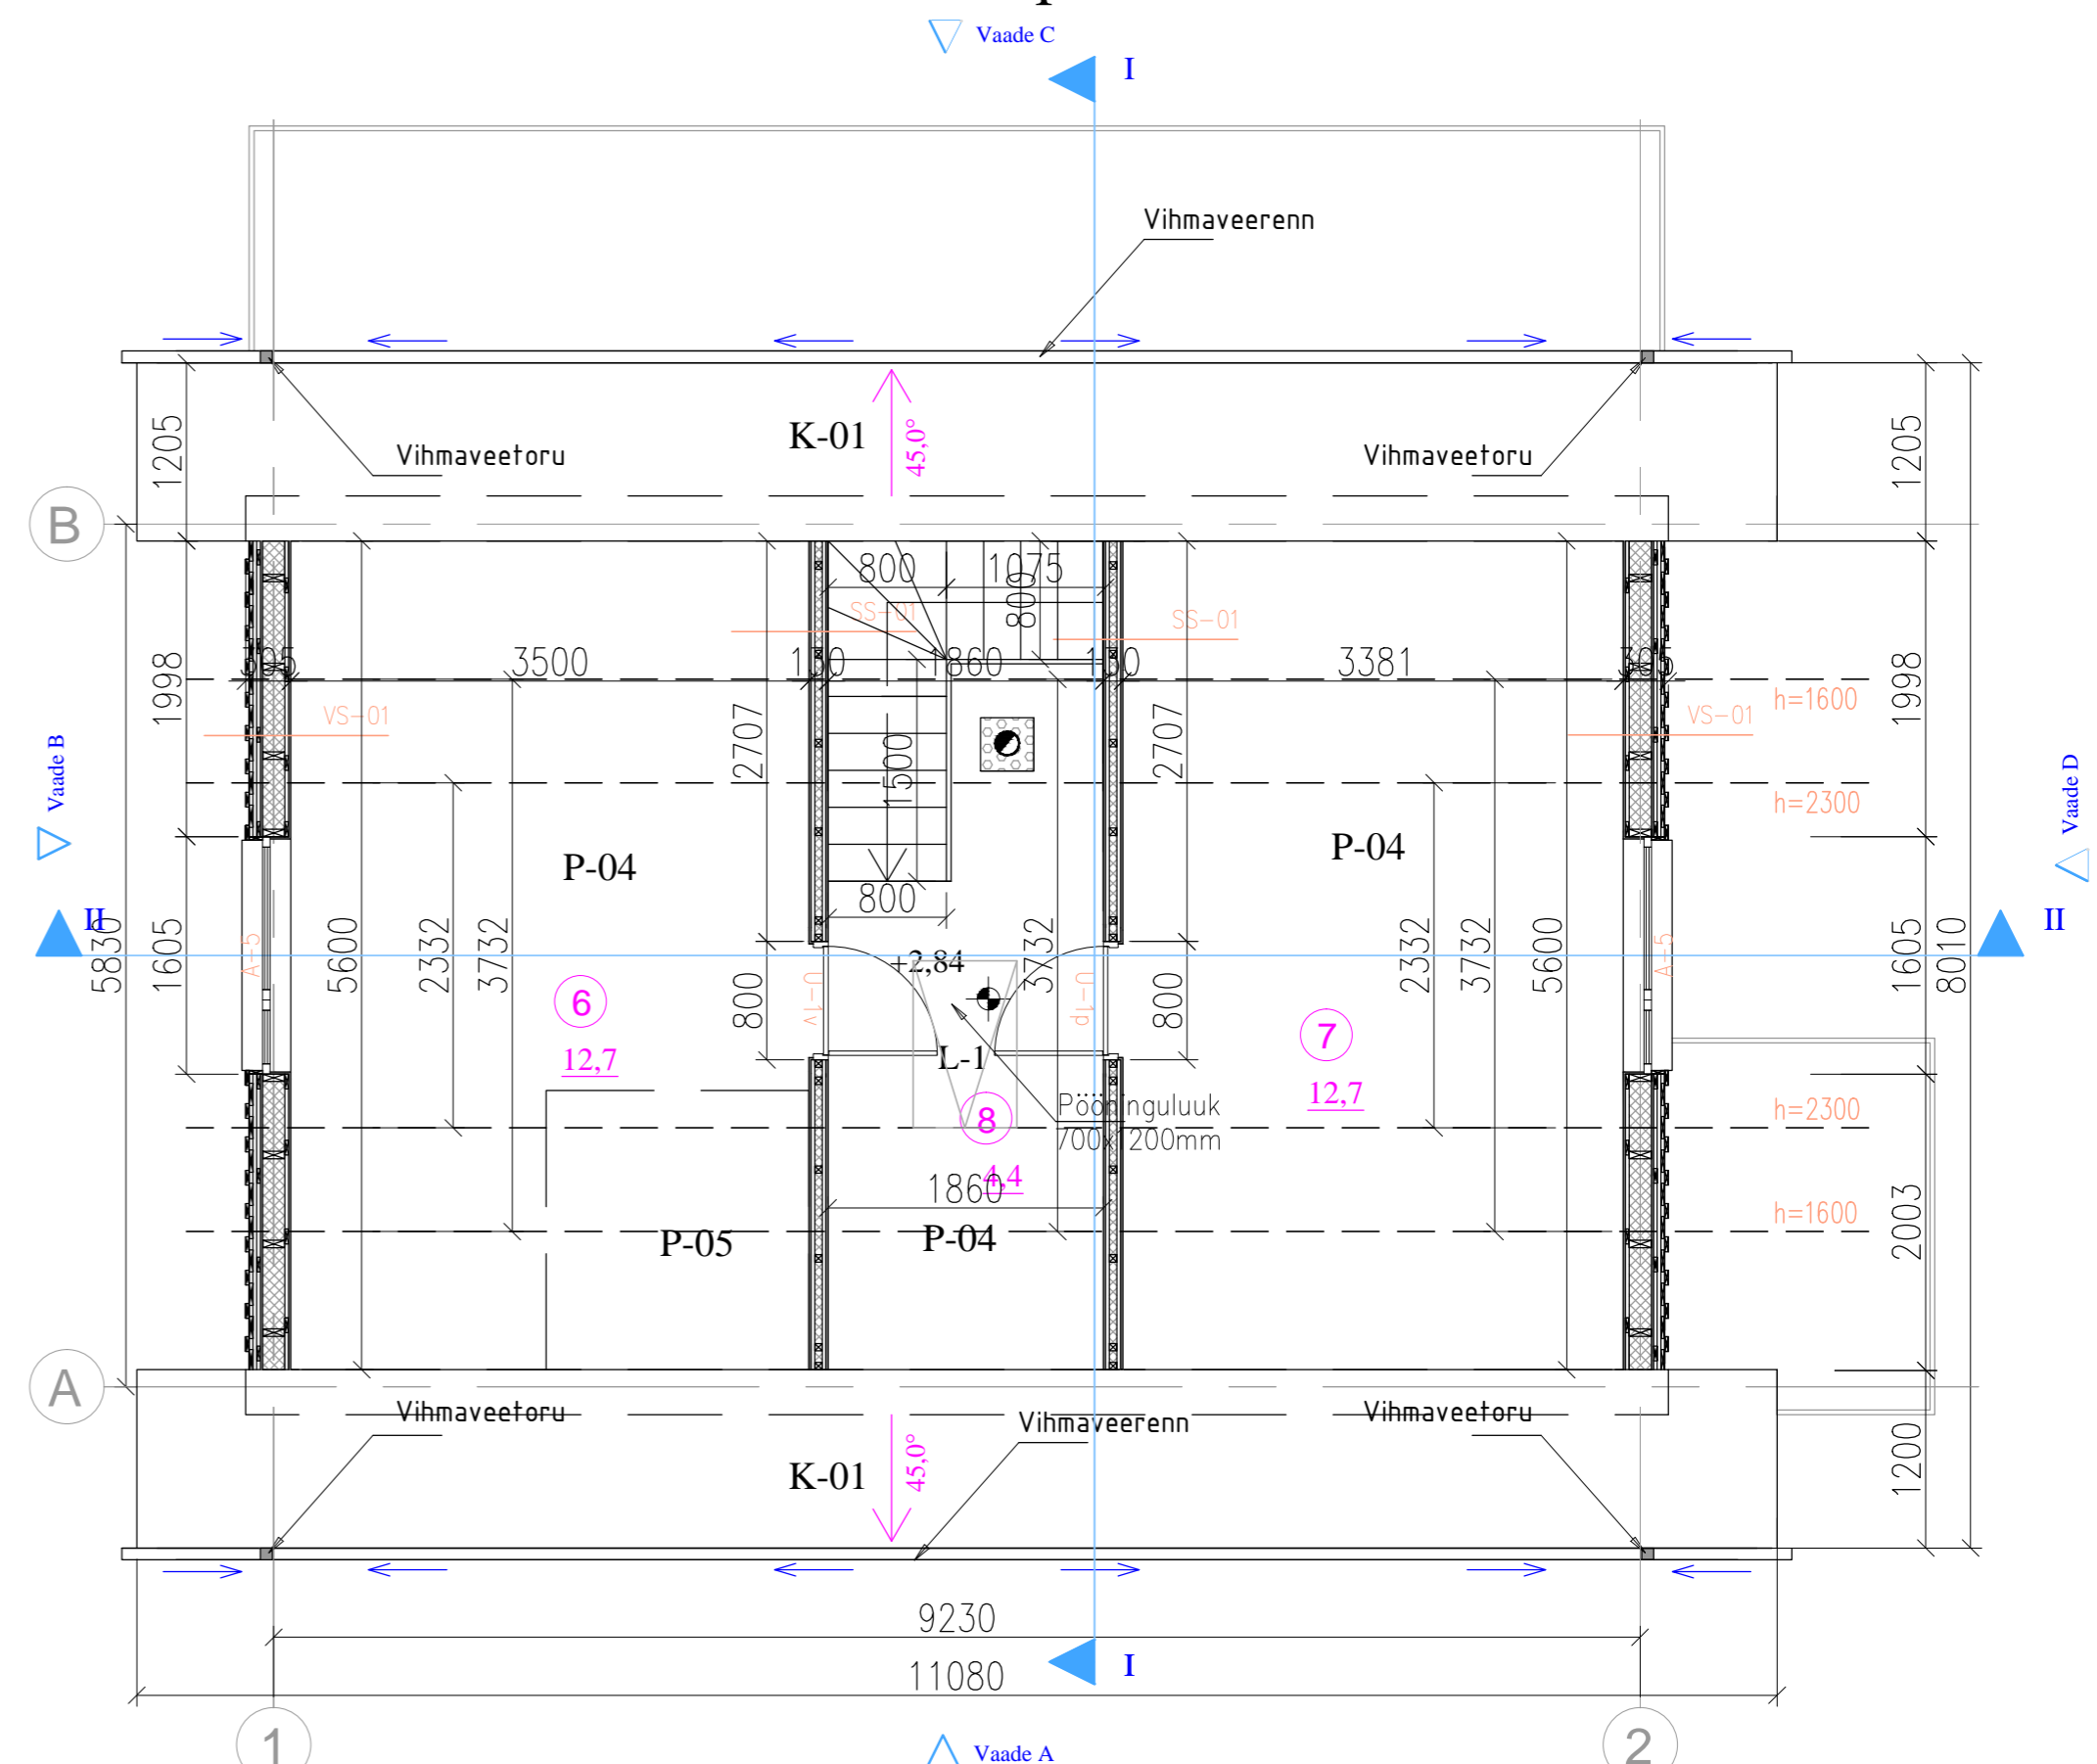 Vaade C
I
Vihmaveerenn
1205
K-01
45,0°
1205
Vihmaveetoru
Vihmaveetoru
B
800
1075
800
SS-01
SS-01
3500
1860
3381
1998
1998
h=1600
VS-01
VS-01
2707
2707
1500
h=2300
Vaade B
Vaade D
P-04
P-04
800
II
II
5830
1605
A-5
5600
2332
3732
+2,84
3732
2332
3732
5600
A-5
1605
8010
6
12,7
800
U-1v
U-1p
800
7
12,7
L-1
Pööninguluuk
700x1200mm
8
4,4
h=2300
1860
P-05
P-04
h=1600
2003
A
Vihmaveetoru
Vihmaveerenn
Vihmaveetoru
K-01
45,0°
1200
9230
I
11080
1
2
Vaade A